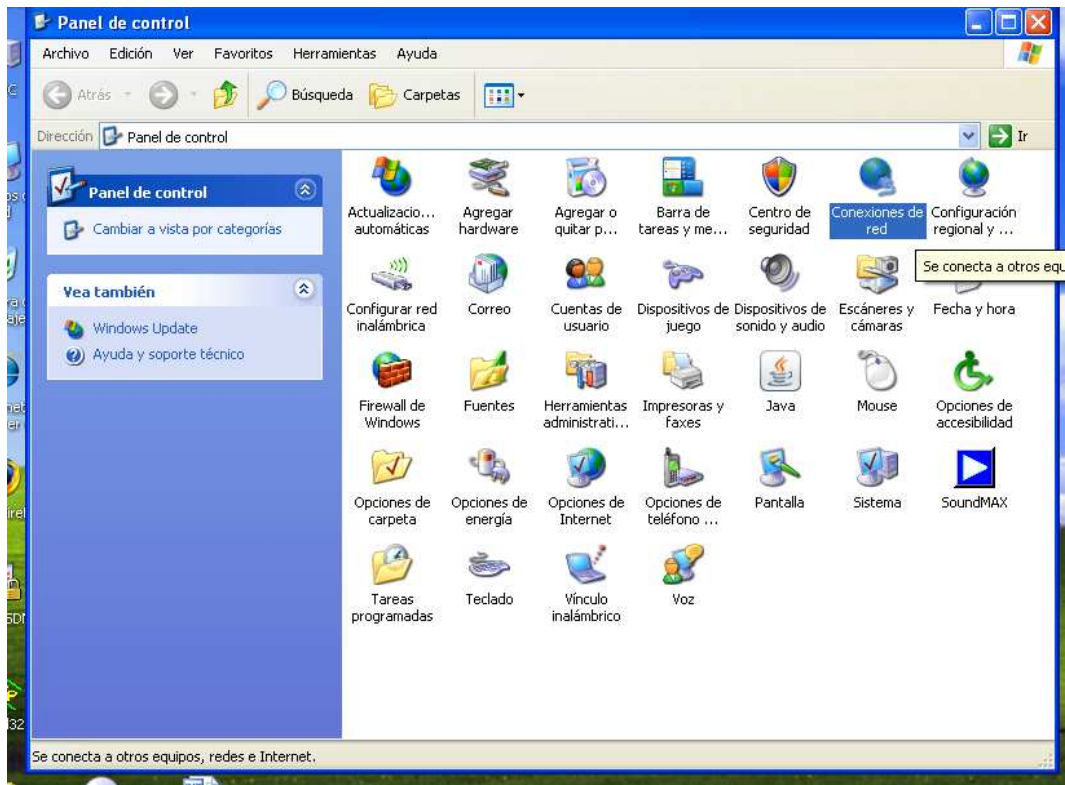 Panel de control
Archivo Edición Ver Favoritos Herramientas Ayuda
Atrás Búsqueda Carpetas
Dirección Panel de control Ir
Panel de control
Cambiar a vista por categorías
Vea también
Windows Update
Ayuda y soporte técnico
Actualizacio... Agregar Agregar o Barra de Centro de Conexiones de Configuración
automáticas hardware quitar p... tareas y me... seguridad red regional y ...
Se conecta a otros equ
Configurar red Correo Cuentas de Dispositivos de Dispositivos de Escáneres y Fecha y hora
inalámbrica usuario juego sonido y audio cámaras
Firewall de Fuentes Herramientas Impresoras y Java Mouse Opciones de
Windows administrati... faxes accesibilidad
Opciones de Opciones de Opciones de Opciones de Pantalla Sistema SoundMAX
carpeta energía Internet teléfono ...
Tareas Teclado Vínculo Voz
programadas inalámbrico
Se conecta a otros equipos, redes e Internet.